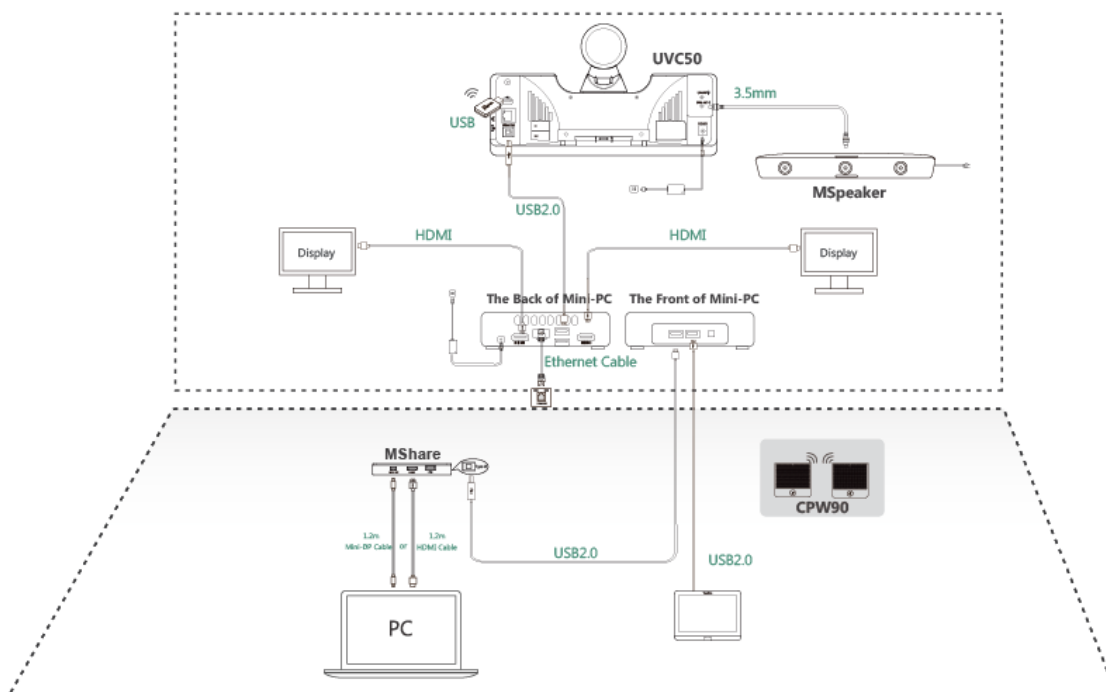 UVC50
3.5mm
USB
MSpeaker
USB2.0
HDMI
HDMI
Display
Display
The Back of Mini-PC
The Front of Mini-PC
Ethernet Cable
MShare
CPW90
1.2m
Mini-DP Cable
or
1.2m
HDMI Cable
USB2.0
USB2.0
PC